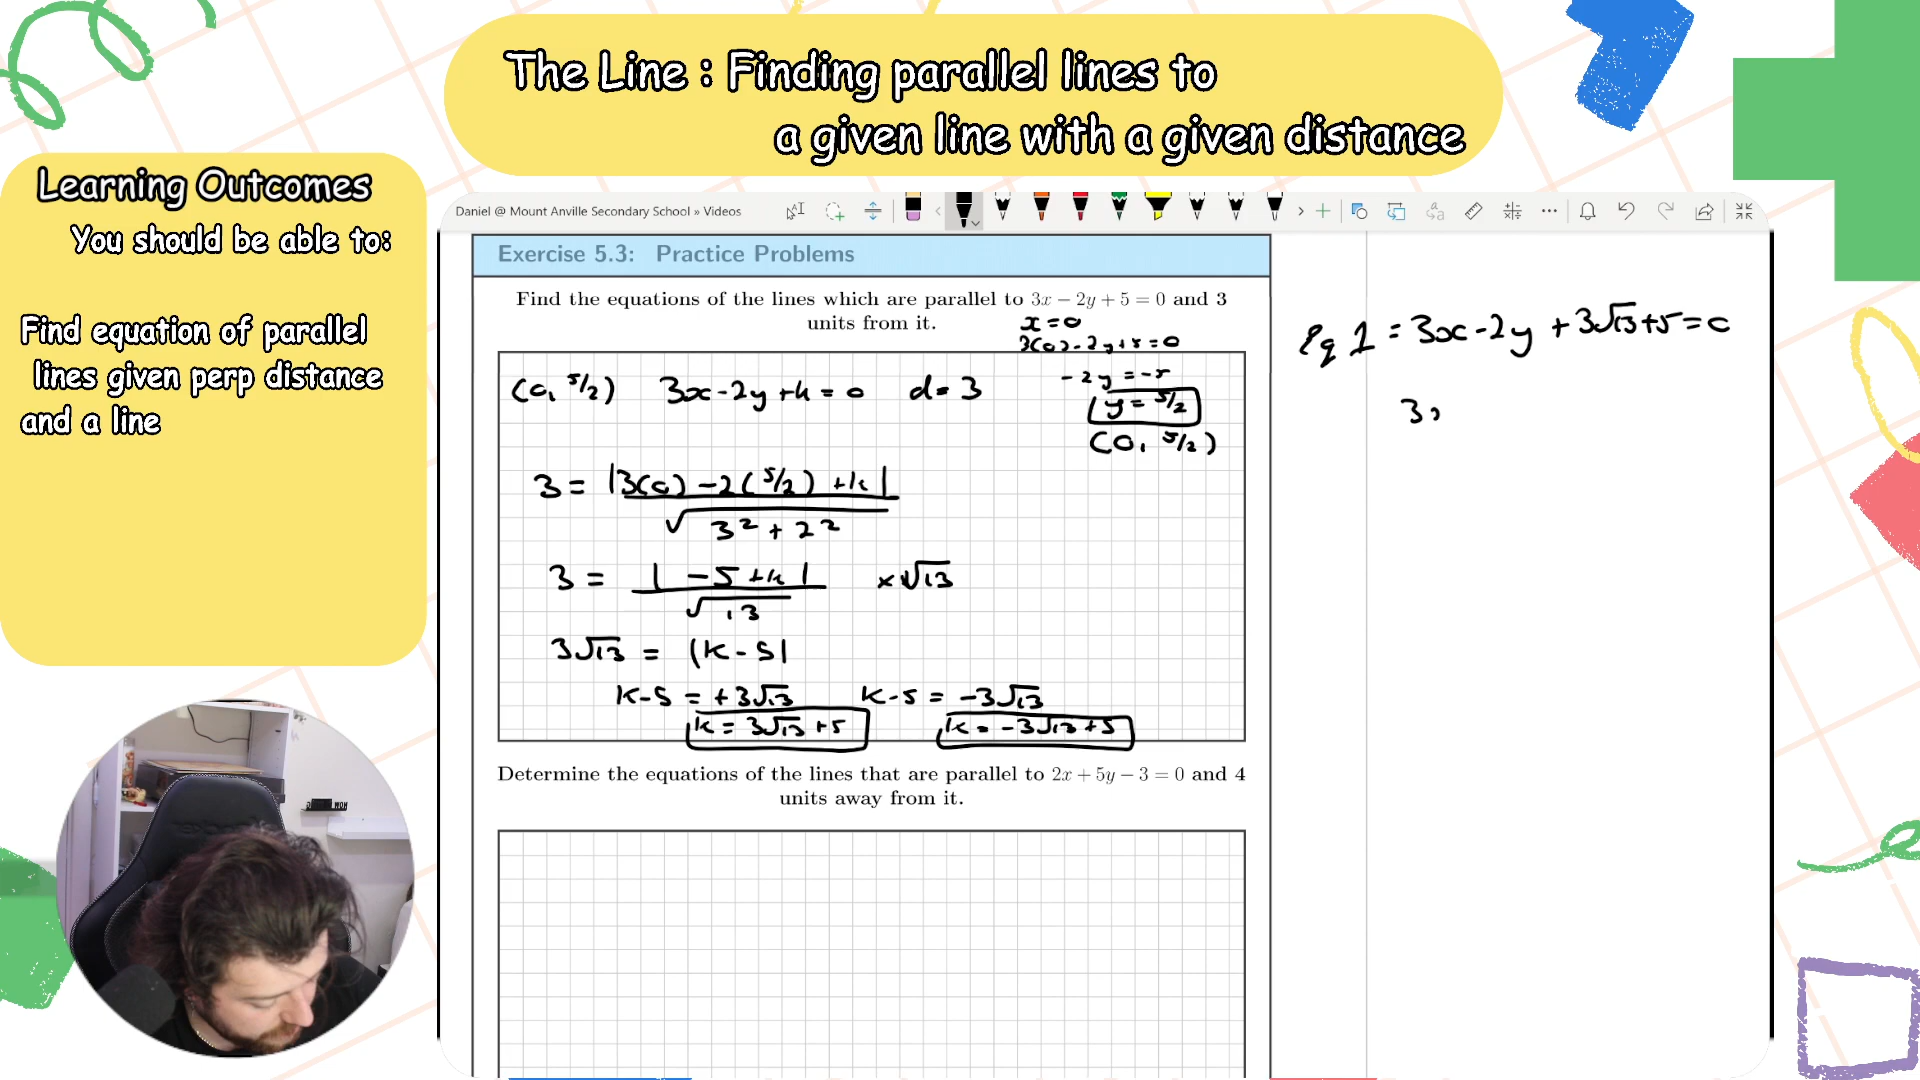 The Line : Finding parallel lines to
a given line with a given distance
Learning Outcomes
You should be able to:
Find equation of parallel
lines given perp distance
and a line
Daniel @ Mount Anville Secondary School » Videos
Exercise 5.3: Practice Problems
Find the equations of the lines which are parallel to 3x − 2y + 5 = 0 and 3
units from it.
x = 0
3(0) - 2y + 5 = 0
- 2y = -5
y = 5/2
(0, 5/2)
(0, 5/2) 3x - 2y + k = 0 d = 3
3 = |3(0) - 2(5/2) + k|
√3² + 2²
3 = | - 5 + k | × √13
√13
3√13 = |k - 5|
k - 5 = + 3√13 k - 5 = - 3√13
k = 3√13 + 5 k = - 3√13 + 5
Eq 1 = 3x - 2y + 3√13 + 5 = 0
3
Determine the equations of the lines that are parallel to 2x + 5y − 3 = 0 and 4
units away from it.